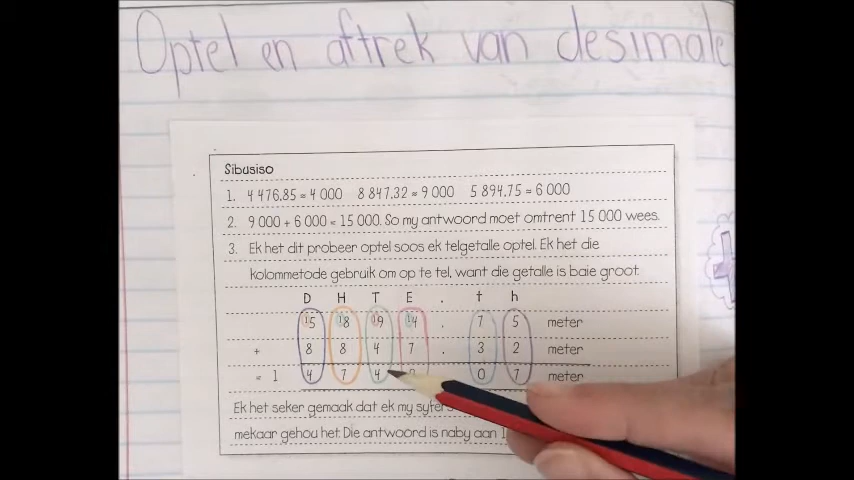 Optel en aftrek van desimale
Sibusiso
1. 4 476,85 ≈ 4 000 8 847,32 ≈ 9 000 5 894,75 ≈ 6 000
2. 9 000 + 6 000 = 15 000. So my antwoord moet omtrent 15 000 wees.
3. Ek het dit probeer optel soos ek telgetalle optel. Ek het die
kolommetode gebruik om op te tel, want die getalle is baie groot.
D H T E . t h
15 18 19 14 . 7 5 meter
+ 8 8 4 7 . 3 2 meter
= 1 4 7 4 0 7 meter
Ek het seker gemaak dat ek my syfers
mekaar gehou het. Die antwoord is naby aan